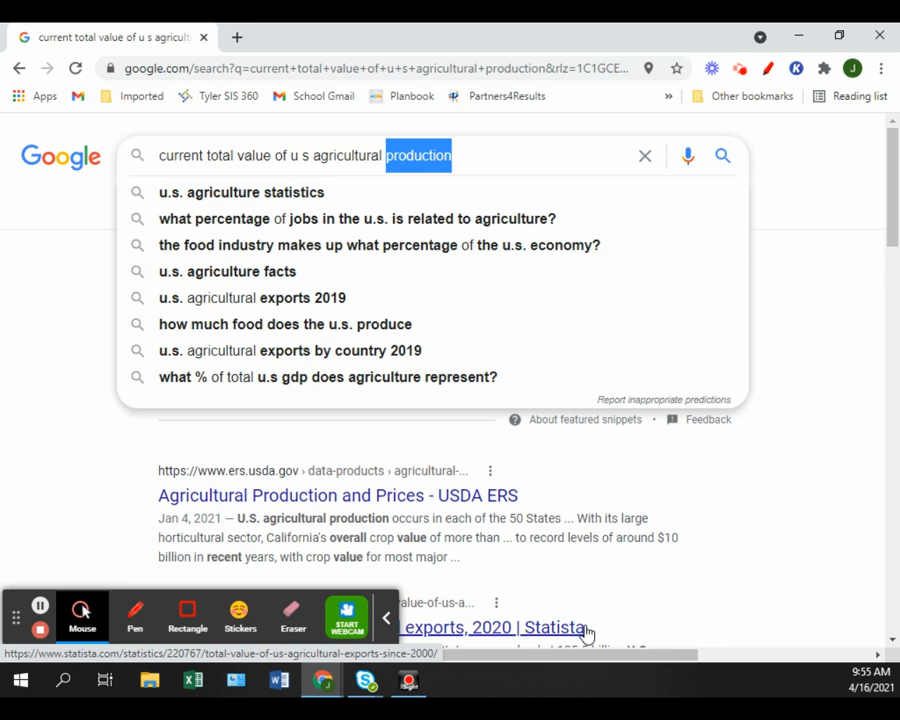 current total value of u s agricult
google.com/search?q=current+total+value+of+u+s+agricultural+production&rlz=1C1GCE...
J
Apps
Imported
Tyler SIS 360
School Gmail
Planbook
Partners4Results
»
Other bookmarks
Reading list
Google
current total value of u s agricultural production
u.s. agriculture statistics
what percentage of jobs in the u.s. is related to agriculture?
the food industry makes up what percentage of the u.s. economy?
u.s. agriculture facts
u.s. agricultural exports 2019
how much food does the u.s. produce
u.s. agricultural exports by country 2019
what % of total u.s gdp does agriculture represent?
Report inappropriate predictions
About featured snippets • Feedback
https://www.ers.usda.gov › data-products › agricultural-...
Agricultural Production and Prices - USDA ERS
Jan 4, 2021 — U.S. agricultural production occurs in each of the 50 States ... With its large
horticultural sector, California's overall crop value of more than ... to record levels of around $10
billion in recent years, with crop value for most major ...
value-of-us-a...
exports, 2020 | Statista
Mouse
Pen
Rectangle
Stickers
Eraser
START
WEBCAM
https://www.statista.com/statistics/220767/total-value-of-us-agricultural-exports-since-2000/
9:55 AM
4/16/2021